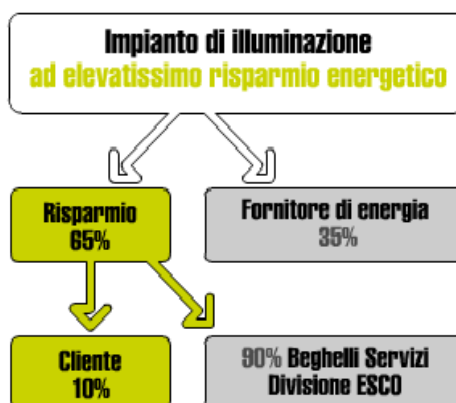 Impianto di illuminazione
ad elevatissimo risparmio energetico
Risparmio
65%
Fornitore di energia
35%
Cliente
10%
90% Beghelli Servizi
Divisione ESCO